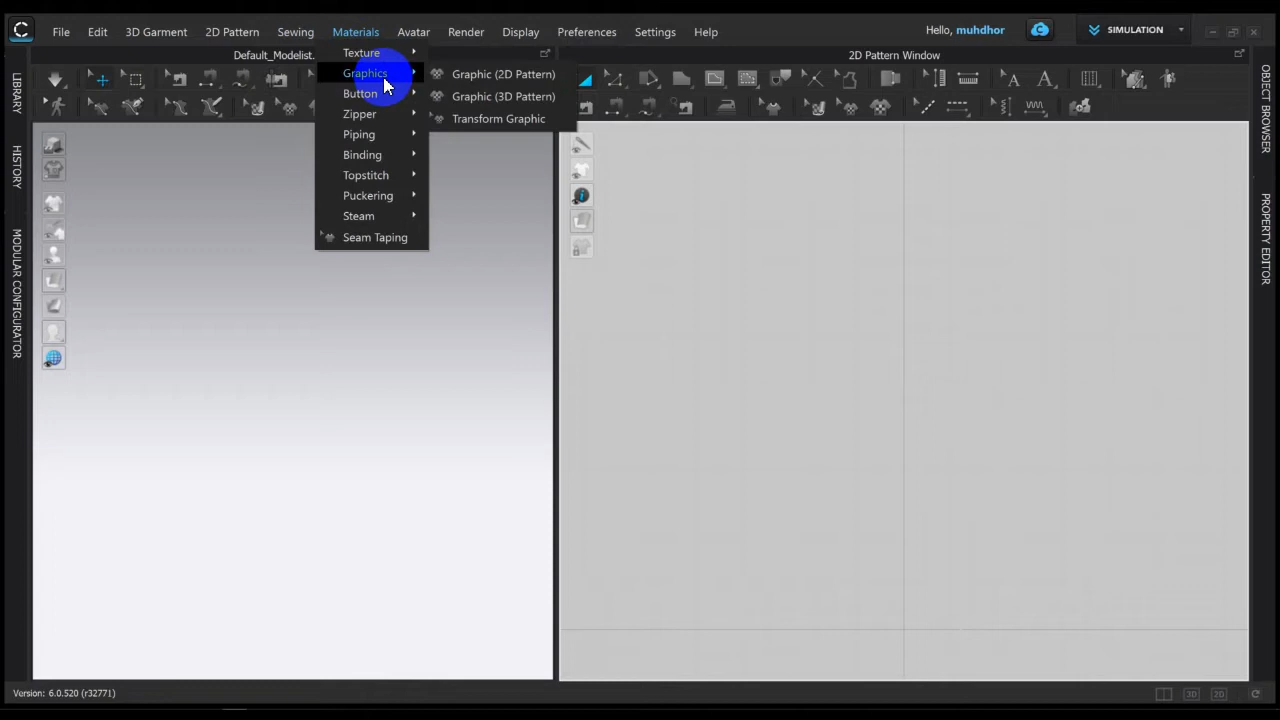 File Edit 3D Garment 2D Pattern Sewing Materials Avatar Render Display Preferences Settings Help
Hello, muhdhor
SIMULATION
Default_Modelist.
2D Pattern Window
Texture
Graphics
Button
Zipper
Piping
Binding
Topstitch
Puckering
Steam
Seam Taping
Graphic (2D Pattern)
Graphic (3D Pattern)
Transform Graphic
LIBRARY
HISTORY
MODULAR CONFIGURATOR
OBJECT BROWSER
PROPERTY EDITOR
Version: 6.0.520 (r32771)
3D
2D